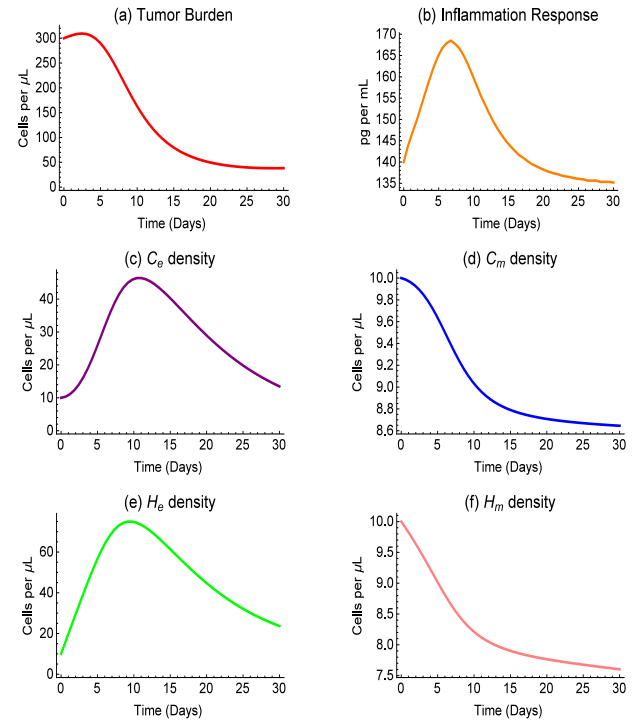 (a) Tumor Burden
Cells per μL
300
250
200
150
100
50
0
0 5 10 15 20 25 30
Time (Days)
(b) Inflammation Response
pg per mL
170
165
160
155
150
145
140
135
0 5 10 15 20 25 30
Time (Days)
(c) Ce density
Cells per μL
40
30
20
10
0
0 5 10 15 20 25 30
Time (Days)
(d) Cm density
Cells per μL
10.0
9.8
9.6
9.4
9.2
9.0
8.8
8.6
0 5 10 15 20 25 30
Time (Days)
(e) He density
Cells per μL
60
40
20
0
0 5 10 15 20 25 30
Time (Days)
(f) Hm density
Cells per μL
10.0
9.5
9.0
8.5
8.0
7.5
0 5 10 15 20 25 30
Time (Days)